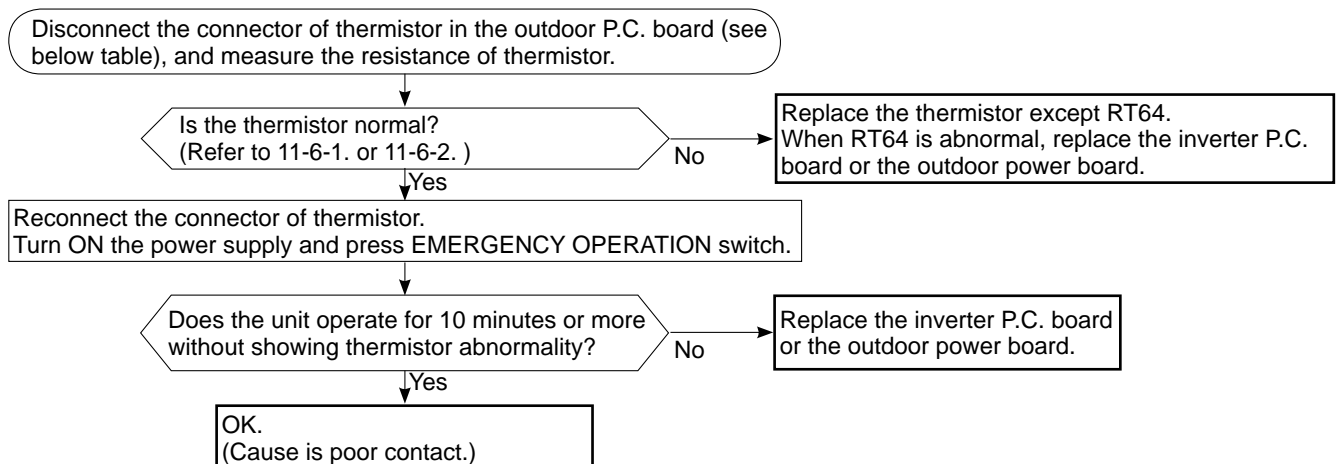 Disconnect the connector of thermistor in the outdoor P.C. board (see
below table), and measure the resistance of thermistor.
Is the thermistor normal?
(Refer to 11-6-1. or 11-6-2. )
No
Replace the thermistor except RT64.
When RT64 is abnormal, replace the inverter P.C.
board or the outdoor power board.
Yes
Reconnect the connector of thermistor.
Turn ON the power supply and press EMERGENCY OPERATION switch.
Does the unit operate for 10 minutes or more
without showing thermistor abnormality?
No
Replace the inverter P.C. board
or the outdoor power board.
Yes
OK.
(Cause is poor contact.)